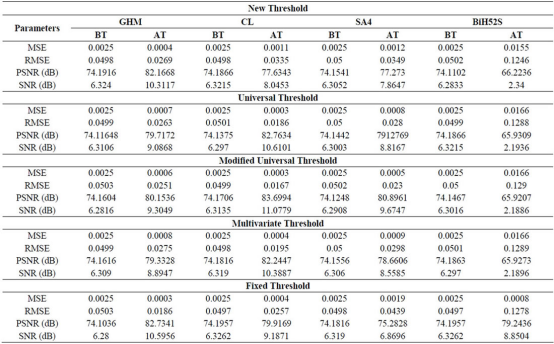 New Threshold
Parameters GHM CL SA4 BiH52S
BT AT BT AT BT AT BT AT
MSE 0.0025 0.0004 0.0025 0.0011 0.0025 0.0012 0.0025 0.0155
RMSE 0.0498 0.0269 0.0498 0.0335 0.05 0.0349 0.0502 0.1246
PSNR (dB) 74.1916 82.1668 74.1866 77.6343 74.1541 77.273 74.1102 66.2236
SNR (dB) 6.324 10.3117 6.3215 8.0453 6.3052 7.8647 6.2833 2.34
Universal Threshold
MSE 0.0025 0.0007 0.0025 0.0003 0.0025 0.0008 0.0025 0.0166
RMSE 0.0499 0.0263 0.0501 0.0186 0.05 0.028 0.0499 0.1288
PSNR (dB) 74.11648 79.7172 74.1375 82.7634 74.1442 7912769 74.1866 65.9309
SNR (dB) 6.3106 9.0868 6.297 10.6101 6.3003 8.8167 6.3215 2.1936
Modified Universal Threshold
MSE 0.0025 0.0006 0.0025 0.0003 0.0025 0.0005 0.0025 0.0166
RMSE 0.0503 0.0251 0.0499 0.0167 0.0502 0.023 0.05 0.129
PSNR (dB) 74.1604 80.1536 74.1706 83.6994 74.1248 80.8961 74.1467 65.9207
SNR (dB) 6.2816 9.3049 6.3135 11.0779 6.2908 9.6747 6.3016 2.1886
Multivariate Threshold
MSE 0.0025 0.0008 0.0025 0.0004 0.0025 0.0009 0.0025 0.0166
RMSE 0.0499 0.0275 0.0498 0.0195 0.05 0.0298 0.0501 0.1289
PSNR (dB) 74.1616 79.3328 74.1816 82.2447 74.1556 78.6606 74.1863 65.9273
SNR (dB) 6.309 8.8947 6.319 10.3887 6.306 8.5585 6.297 2.1896
Fixed Threshold
MSE 0.0025 0.0003 0.0025 0.0004 0.0025 0.0019 0.0025 0.0008
RMSE 0.0503 0.0186 0.0497 0.0257 0.0498 0.0439 0.0497 0.1278
PSNR (dB) 74.1036 82.7341 74.1957 79.9169 74.1816 75.2828 74.1957 79.2436
SNR (dB) 6.28 10.5956 6.3262 9.1871 6.319 6.8696 6.3262 8.8504